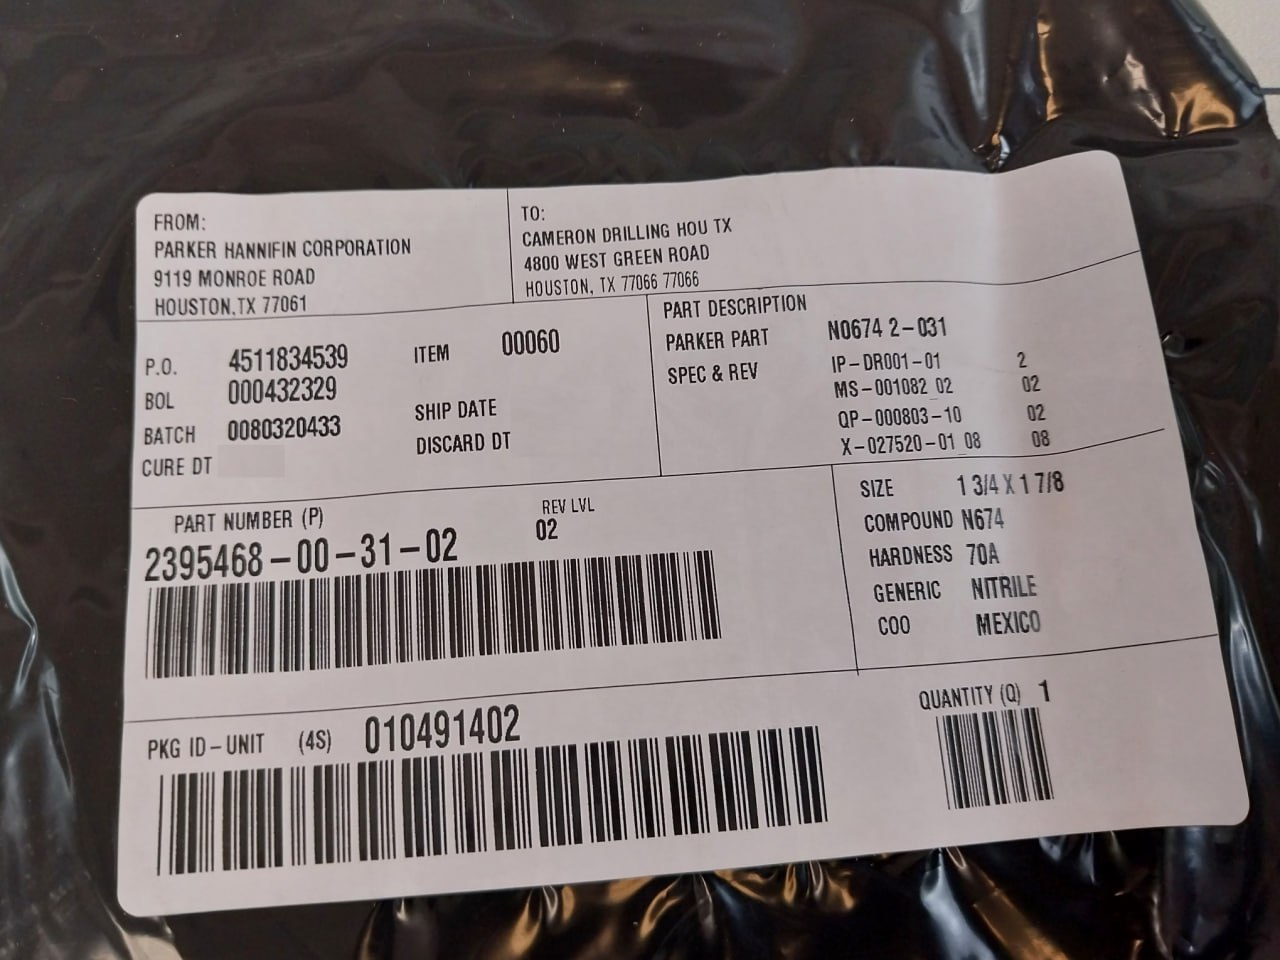 FROM:
PARKER HANNIFIN CORPORATION
9119 MONROE ROAD
HOUSTON,TX 77061
TO:
CAMERON DRILLING HOU TX
4800 WEST GREEN ROAD
HOUSTON, TX 77066 77066
P.O. 4511834539 ITEM 00060
BOL 000432329
SHIP DATE
BATCH 0080320433
DISCARD DT
CURE DT
PART DESCRIPTION
PARKER PART N0674 2-031
SPEC & REV IP-DR001-01 2
MS-001082 02 02
QP-000803-10 02
X-027520-01 08 08
PART NUMBER (P) REV LVL
2395468-00-31-02 02
SIZE 1 3/4 X 1 7/8
COMPOUND N674
HARDNESS 70A
GENERIC NITRILE
COO MEXICO
PKG ID-UNIT (4S) 010491402
QUANTITY (Q) 1